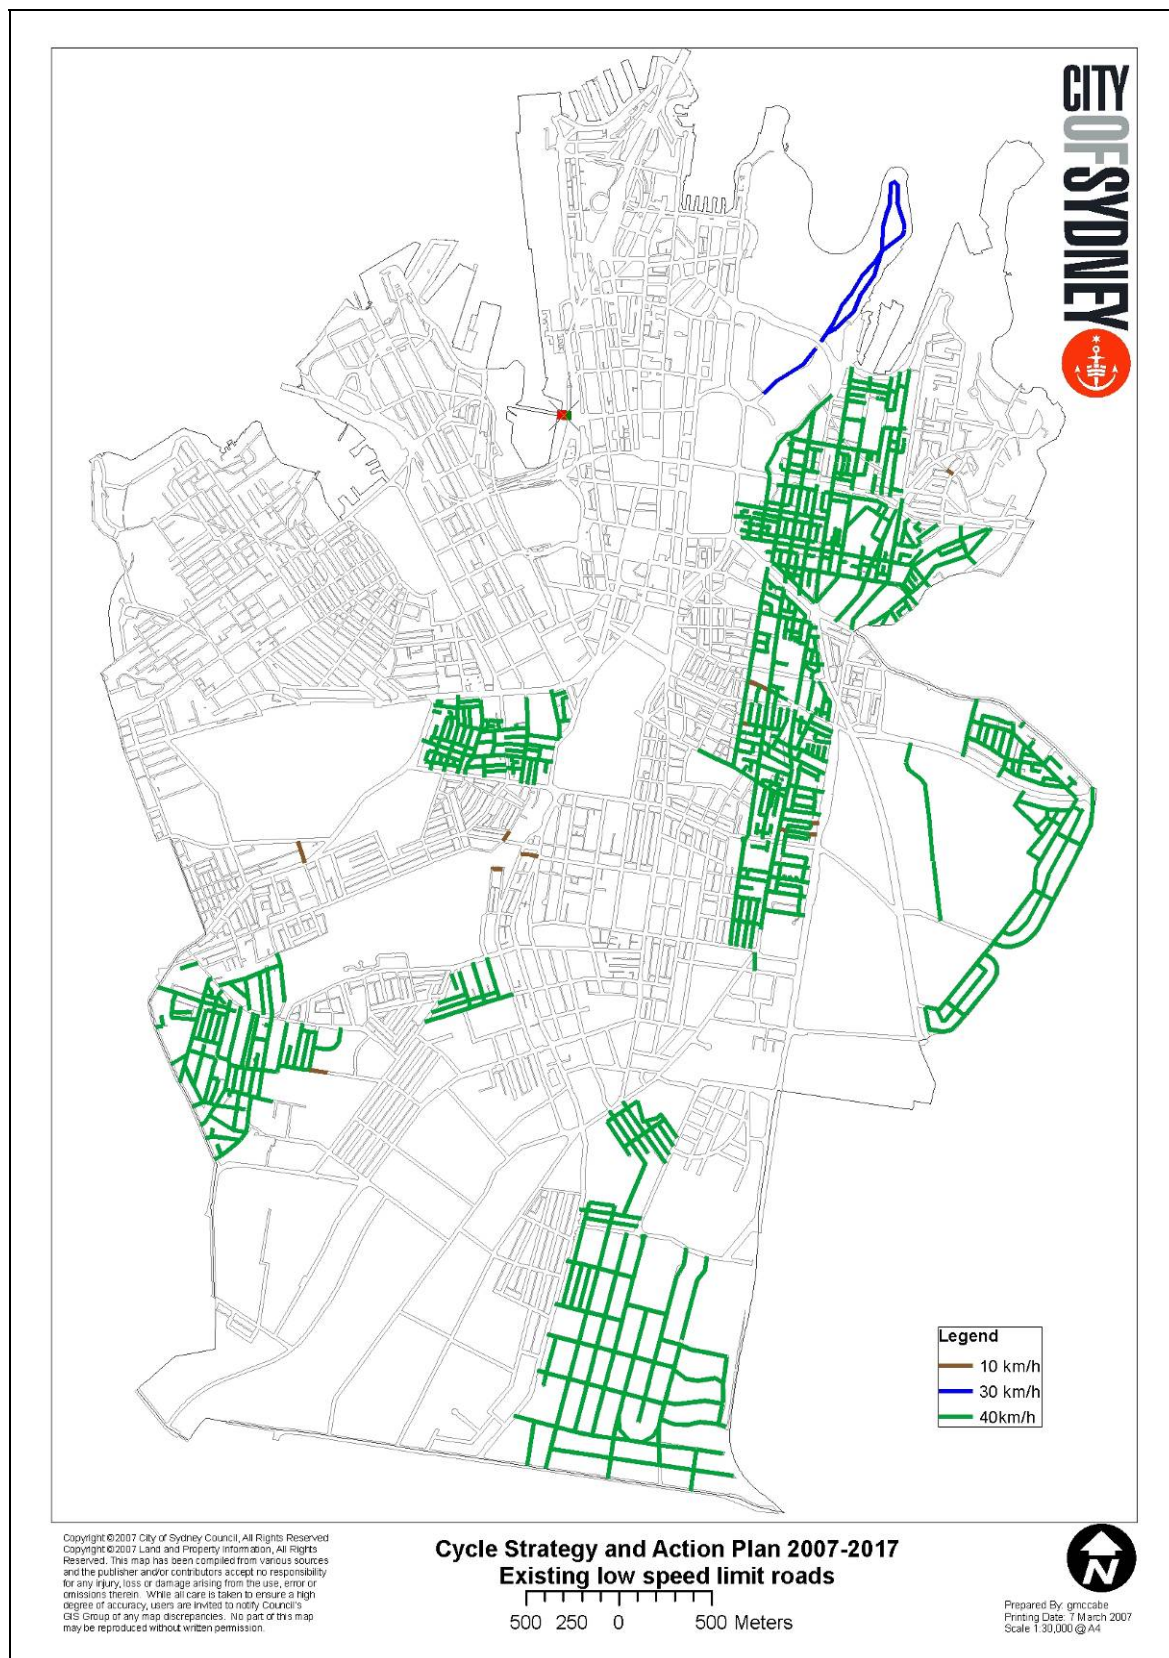 CITY OF SYDNEY
Legend
10 km/h
30 km/h
40km/h
Copyright ©2007 City of Sydney Council, All Rights Reserved
Copyright ©2007 Land and Property Information, All Rights
Reserved. This map has been compiled from various sources
and the publisher and/or contributors accept no responsibility
for any injury, loss or damage arising from the use, error or
omissions therein. While all care is taken to ensure a high
degree of accuracy, users are invited to notify Council's
GIS Group of any map discrepancies. No part of this map
may be reproduced without written permission.
Cycle Strategy and Action Plan 2007-2017
Existing low speed limit roads
500 250 0 500 Meters
N
Prepared By: gmccabe
Printing Date: 7 March 2007
Scale 1:30,000 @ A4